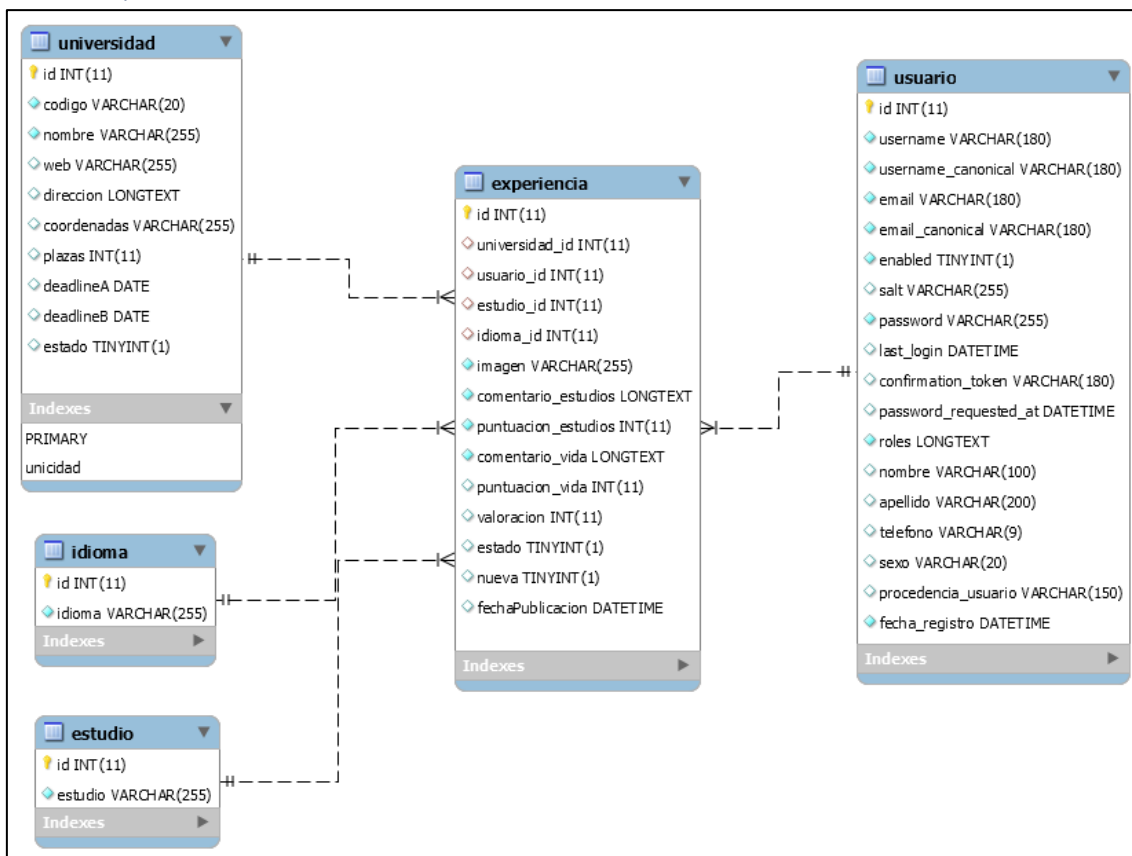 universidad
id INT(11)
codigo VARCHAR(20)
nombre VARCHAR(255)
web VARCHAR(255)
direccion LONGTEXT
coordenadas VARCHAR(255)
plazas INT(11)
deadlineA DATE
deadlineB DATE
estado TINYINT(1)
Indexes
PRIMARY
unicidad
idioma
id INT(11)
idioma VARCHAR(255)
Indexes
estudio
id INT(11)
estudio VARCHAR(255)
Indexes
experiencia
id INT(11)
universidad_id INT(11)
usuario_id INT(11)
estudio_id INT(11)
idioma_id INT(11)
imagen VARCHAR(255)
comentario_estudios LONGTEXT
puntuacion_estudios INT(11)
comentario_vida LONGTEXT
puntuacion_vida INT(11)
valoracion INT(11)
estado TINYINT(1)
nueva TINYINT(1)
fechaPublicacion DATETIME
Indexes
usuario
id INT(11)
username VARCHAR(180)
username_canonical VARCHAR(180)
email VARCHAR(180)
email_canonical VARCHAR(180)
enabled TINYINT(1)
salt VARCHAR(255)
password VARCHAR(255)
last_login DATETIME
confirmation_token VARCHAR(180)
password_requested_at DATETIME
roles LONGTEXT
nombre VARCHAR(100)
apellido VARCHAR(200)
telefono VARCHAR(9)
sexo VARCHAR(20)
procedencia_usuario VARCHAR(150)
fecha_registro DATETIME
Indexes